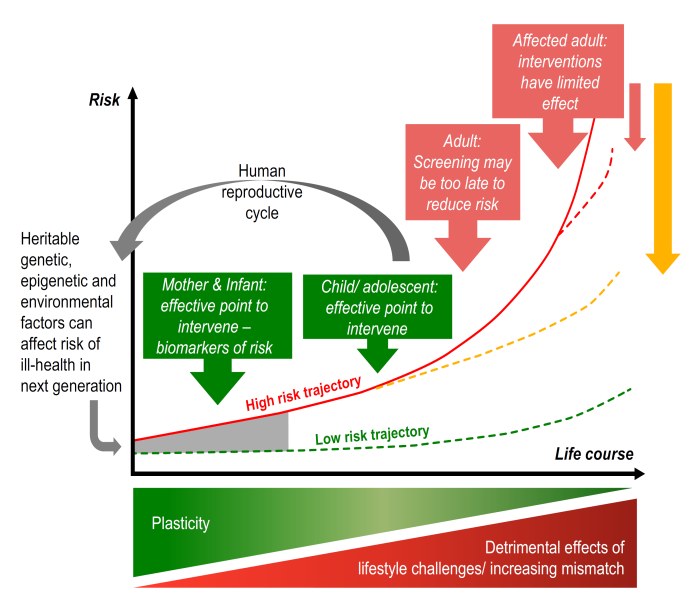 Affected adult:
interventions
have limited
effect
Risk
Adult:
Screening may
be too late to
reduce risk
Human
reproductive
cycle
Heritable
genetic,
epigenetic and
environmental
factors can
affect risk of
ill-health in
next generation
Mother & Infant:
effective point to
intervene –
biomarkers of risk
Child/ adolescent:
effective point to
intervene
High risk trajectory
Low risk trajectory
Life course
Plasticity
Detrimental effects of
lifestyle challenges/ increasing mismatch